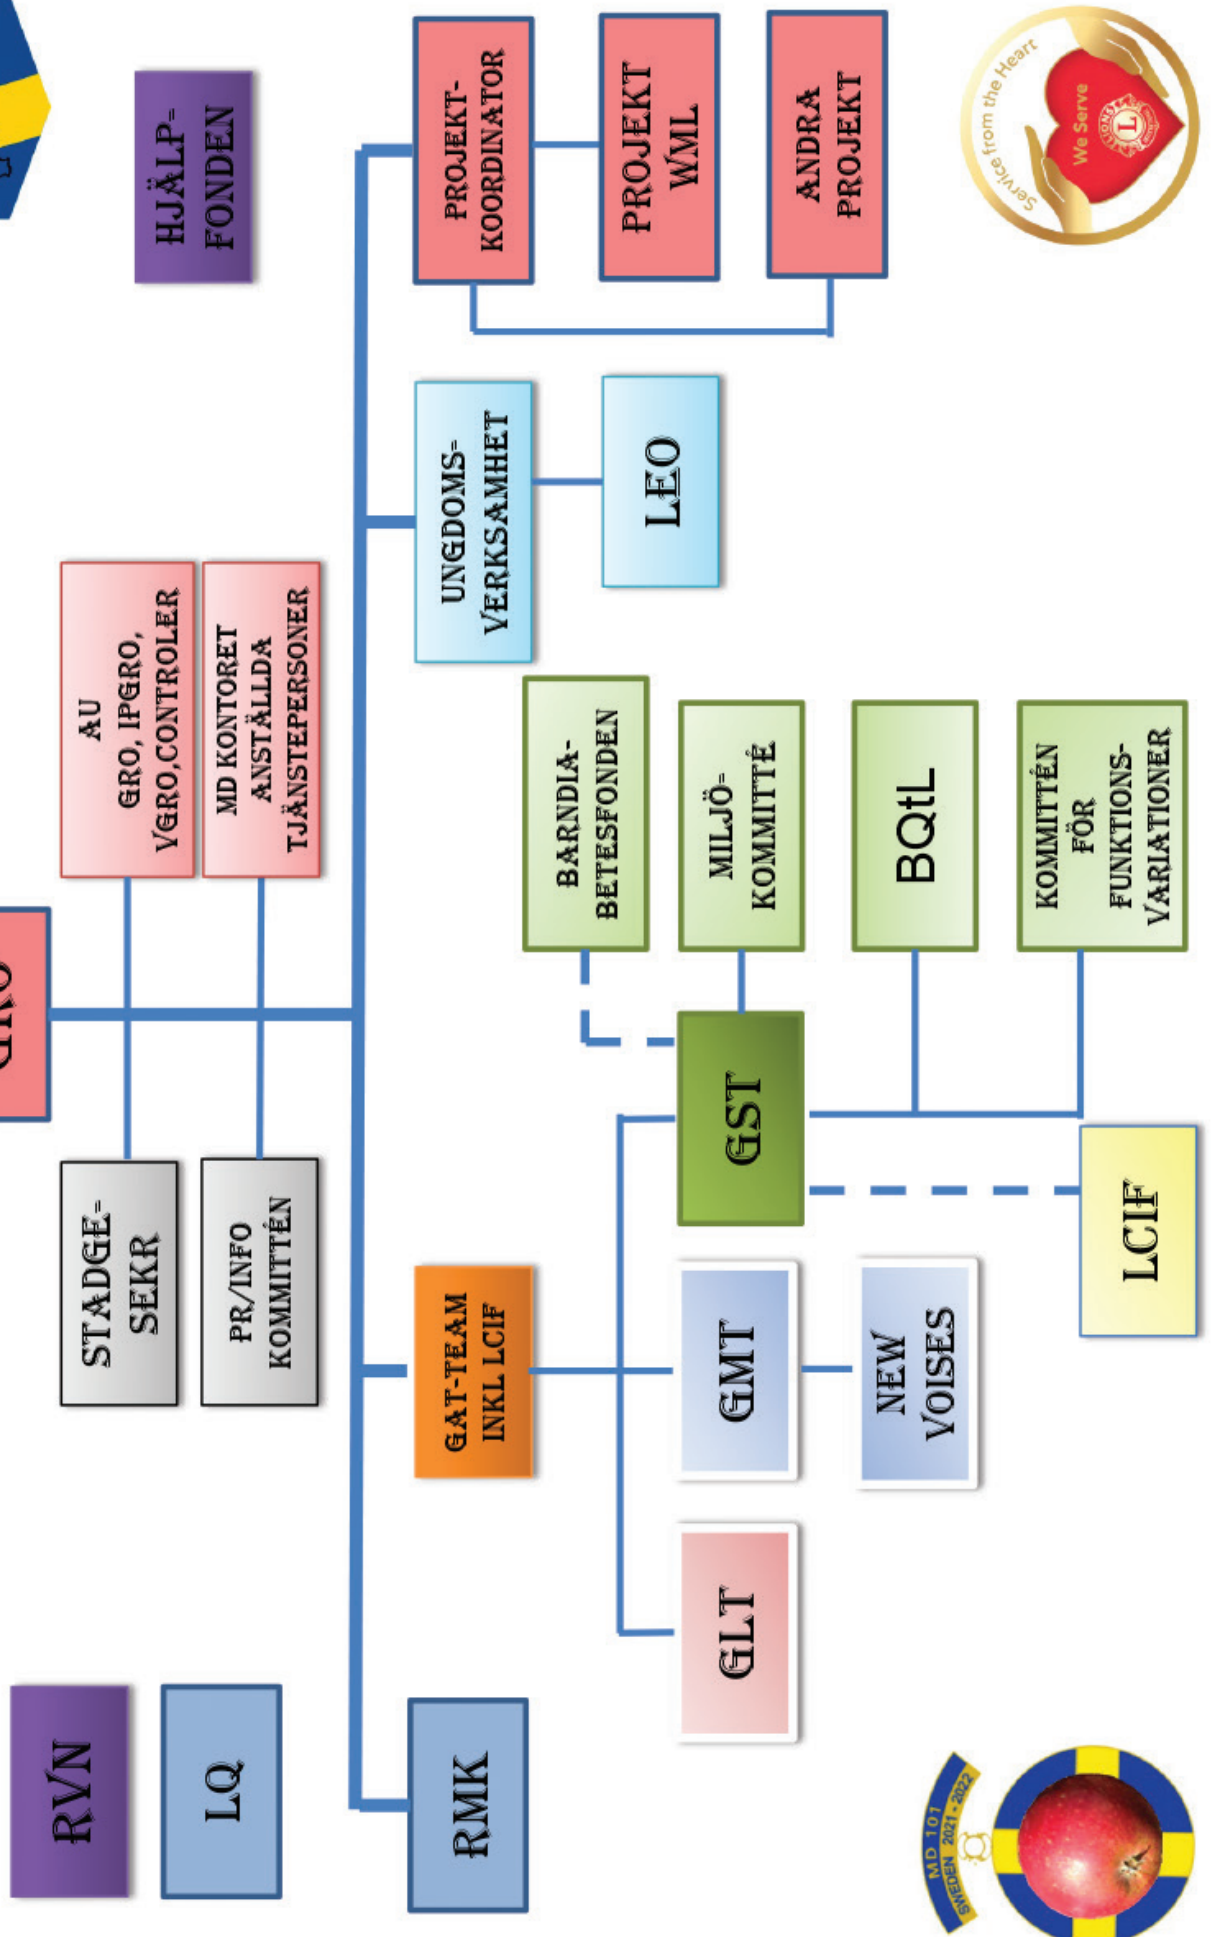 GRO
RVN
LQ
STADGE-
SEKR
PR/INFO
KOMMITTÉN
AU
GRO, IPGRO,
VGRO,CONTROLER
MD KONTORET
ANSTÄLLDA
TJÄNSTEPERSONER
HJÄLP-
FONDEN
RMK
GAT-TEAM
INKL LCIF
UNGDOMS-
VERKSAMHET
PROJEKT-
KOORDINATOR
GLT
GMT
GST
BARNDIA-
BETESFONDEN
MILJÖ-
KOMMITTÉ
LEO
PROJEKT
WML
NEW
VOISES
BQtL
ANDRA
PROJEKT
LCIF
KOMMITTÉN
FÖR
FUNKTIONS-
VARIATIONER
MD 101
SWEDEN 2021 - 2022
Service from the Heart
We Serve
LIONS
L